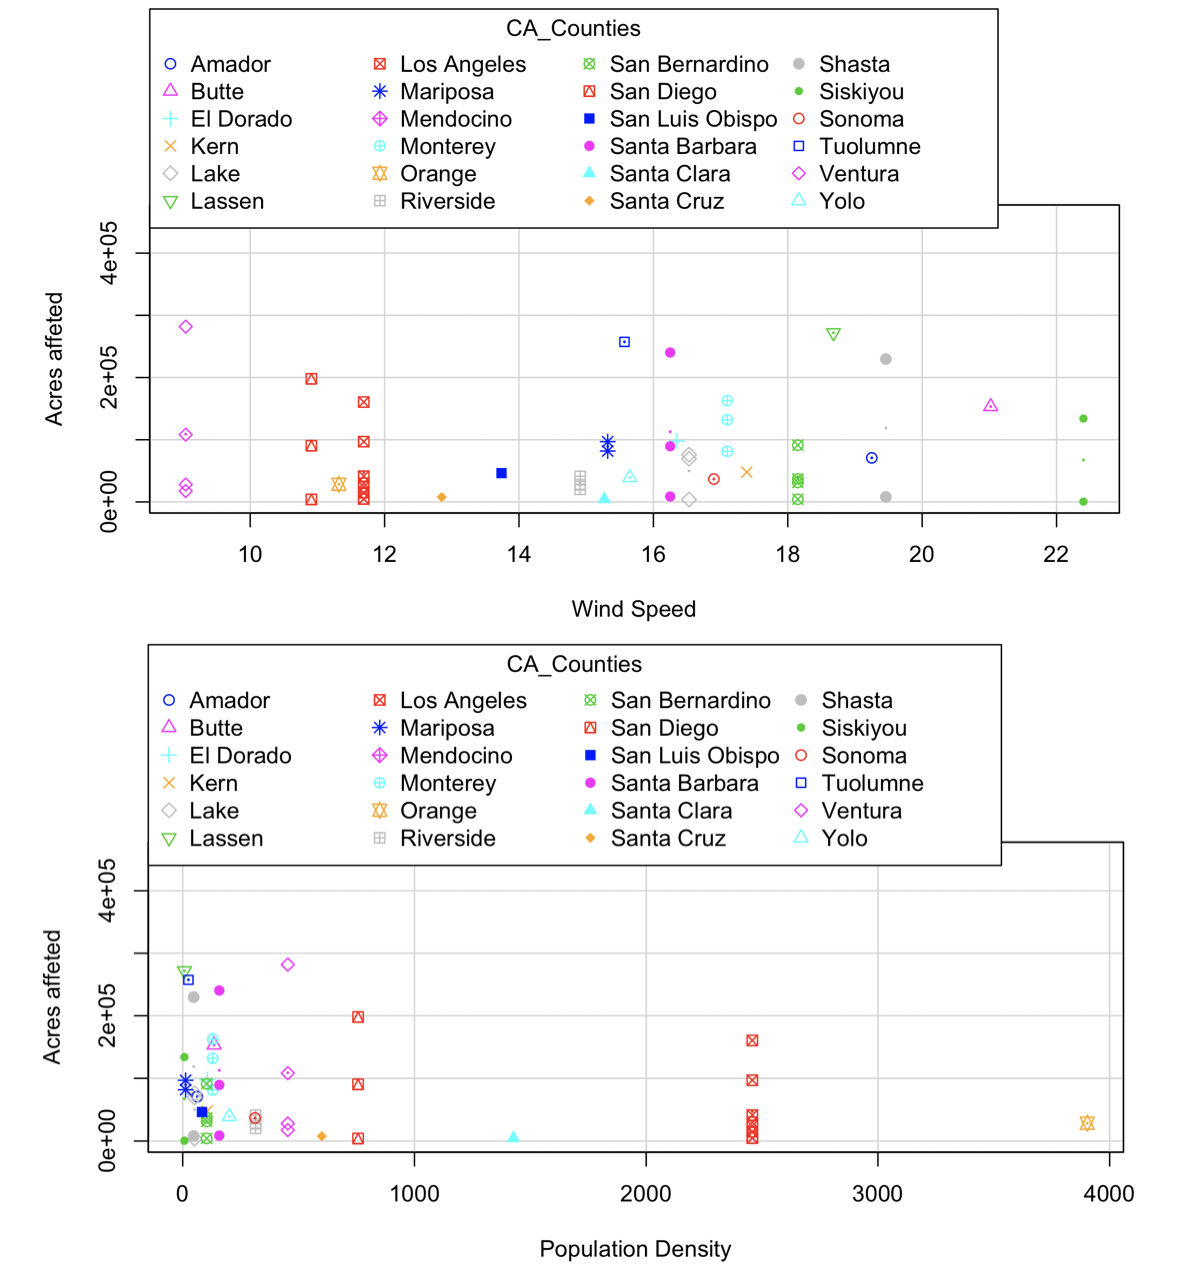 CA_Counties
Amador Los Angeles San Bernardino Shasta
Butte Mariposa San Diego Siskiyou
El Dorado Mendocino San Luis Obispo Sonoma
Kern Monterey Santa Barbara Tuolumne
Lake Orange Santa Clara Ventura
Lassen Riverside Santa Cruz Yolo
Acres affeted
4e+05
2e+05
0e+00
10 12 14 16 18 20 22
Wind Speed
CA_Counties
Amador Los Angeles San Bernardino Shasta
Butte Mariposa San Diego Siskiyou
El Dorado Mendocino San Luis Obispo Sonoma
Kern Monterey Santa Barbara Tuolumne
Lake Orange Santa Clara Ventura
Lassen Riverside Santa Cruz Yolo
Acres affeted
4e+05
2e+05
0e+00
0 1000 2000 3000 4000
Population Density